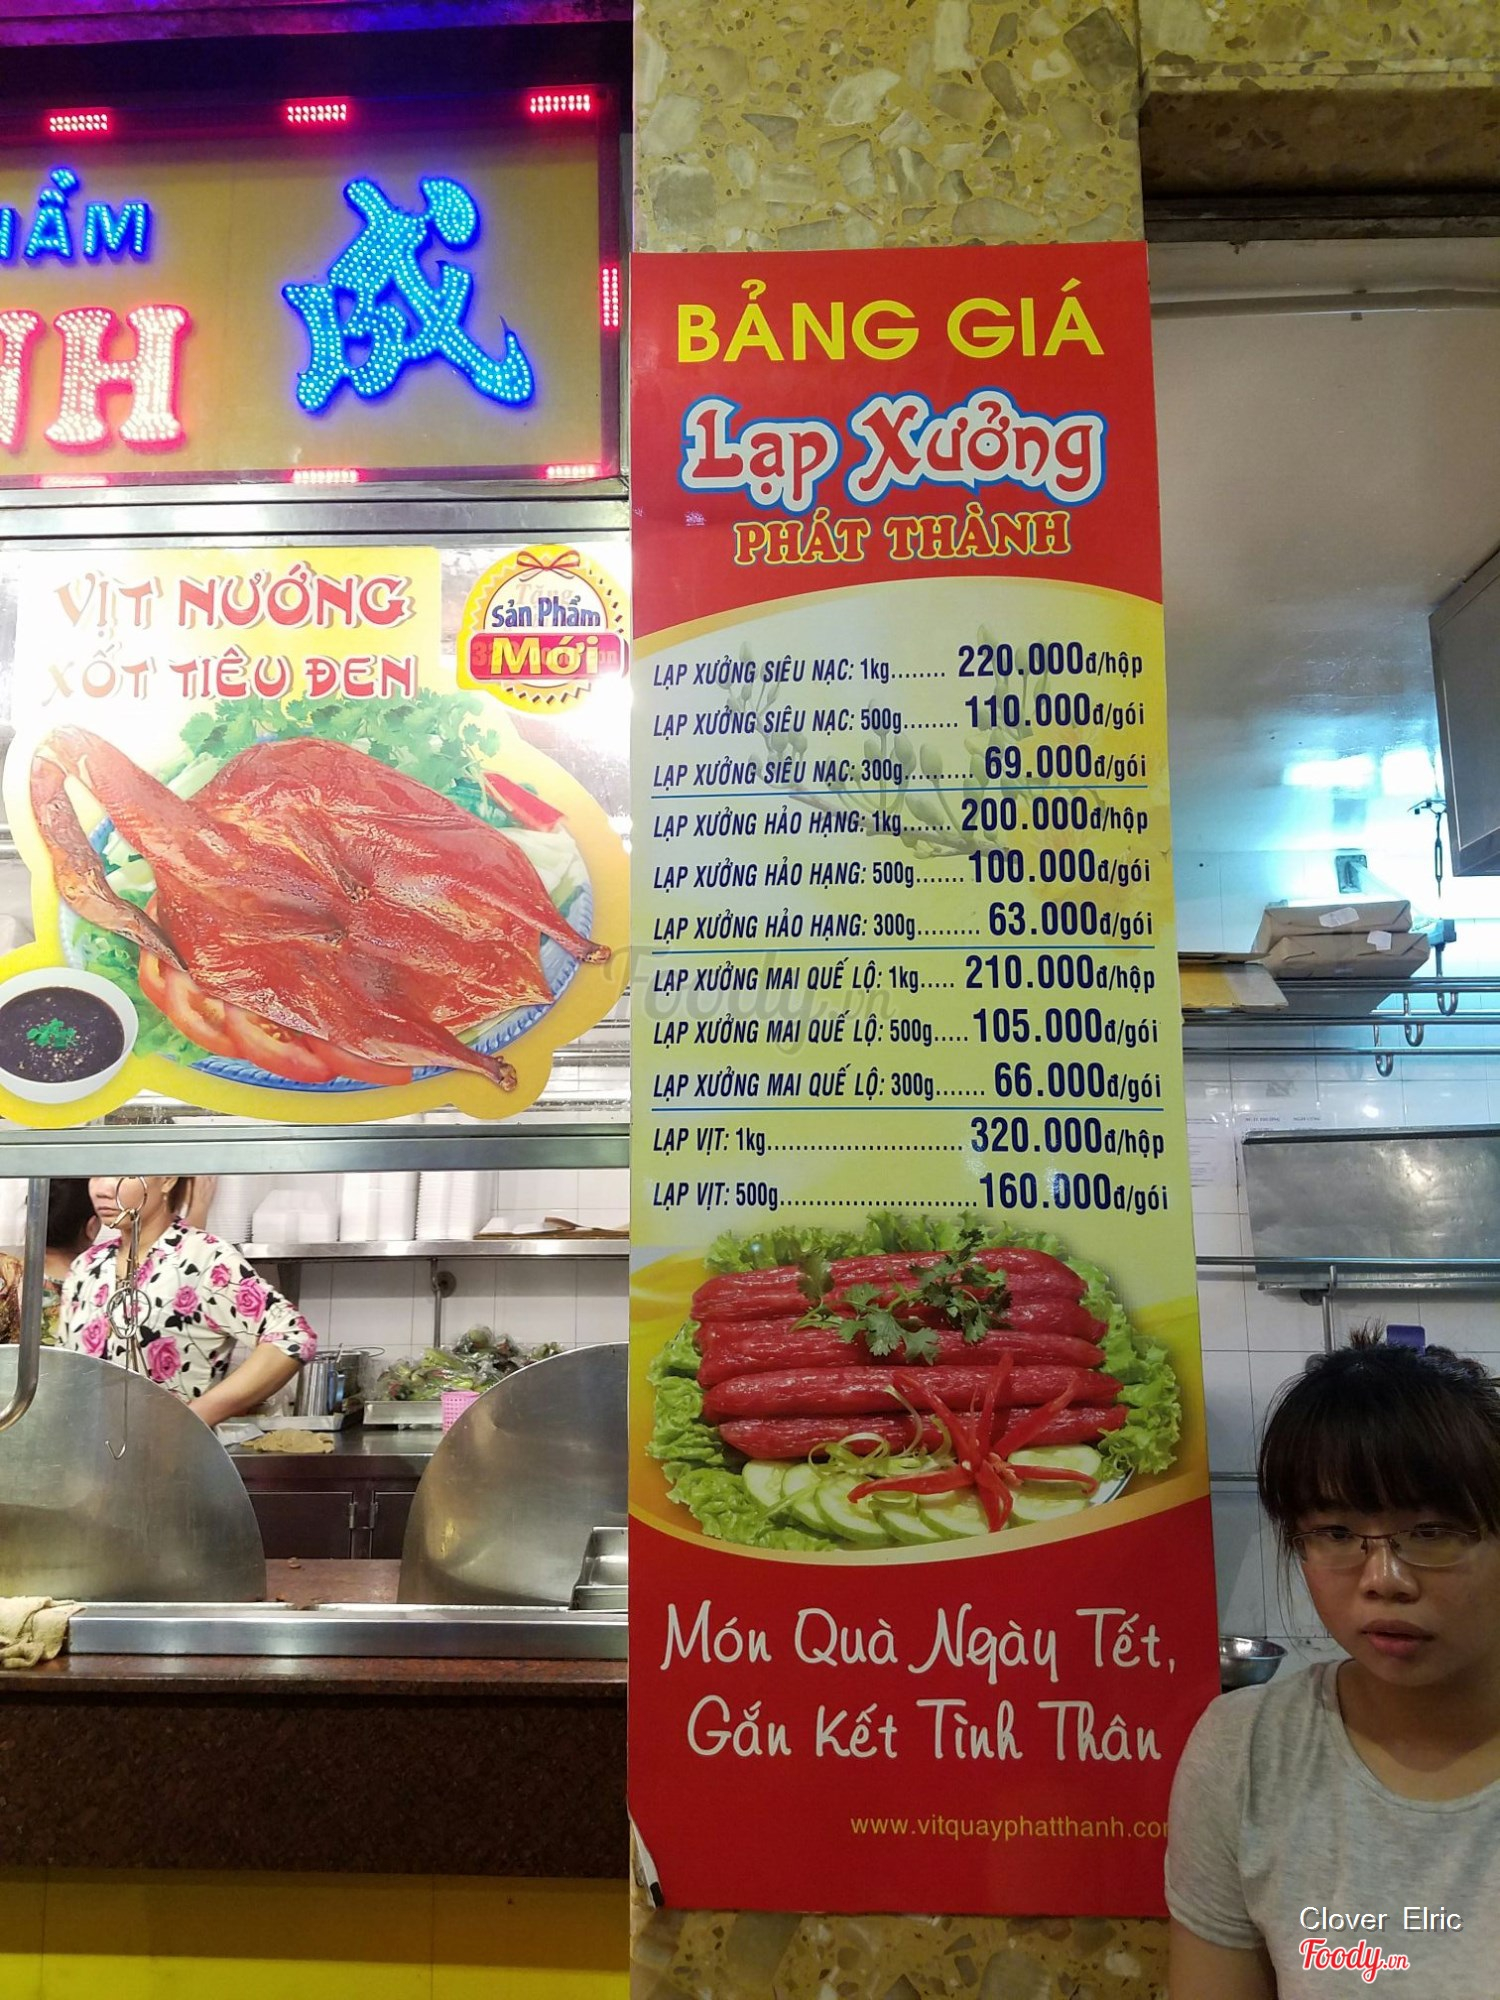 ẨM
NH
成
VỊT NƯỚNG
XỐT TIÊU ĐEN
Sản Phẩm
Mới
BẢNG GIÁ
Lạp Xưởng
PHÁT THÀNH
LẠP XƯỞNG SIÊU NẠC: 1kg........ 220.000đ/hộp
LẠP XƯỞNG SIÊU NẠC: 500g........ 110.000đ/gói
LẠP XƯỞNG SIÊU NẠC: 300g.......... 69.000đ/gói
LẠP XƯỞNG HẢO HẠNG: 1kg....... 200.000đ/hộp
LẠP XƯỞNG HẢO HẠNG: 500g....... 100.000đ/gói
LẠP XƯỞNG HẢO HẠNG: 300g......... 63.000đ/gói
LẠP XƯỞNG MAI QUẾ LỘ: 1kg..... 210.000đ/hộp
LẠP XƯỞNG MAI QUẾ LỘ: 500g..... 105.000đ/gói
LẠP XƯỞNG MAI QUẾ LỘ: 300g....... 66.000đ/gói
LẠP VỊT: 1kg............................ 320.000đ/hộp
LẠP VỊT: 500g............................ 160.000đ/gói
Foody.vn
Món Quà Ngày Tết,
Gắn Kết Tình Thân
www.vitquayphatthanh.com
Clover Elric
Foody.vn